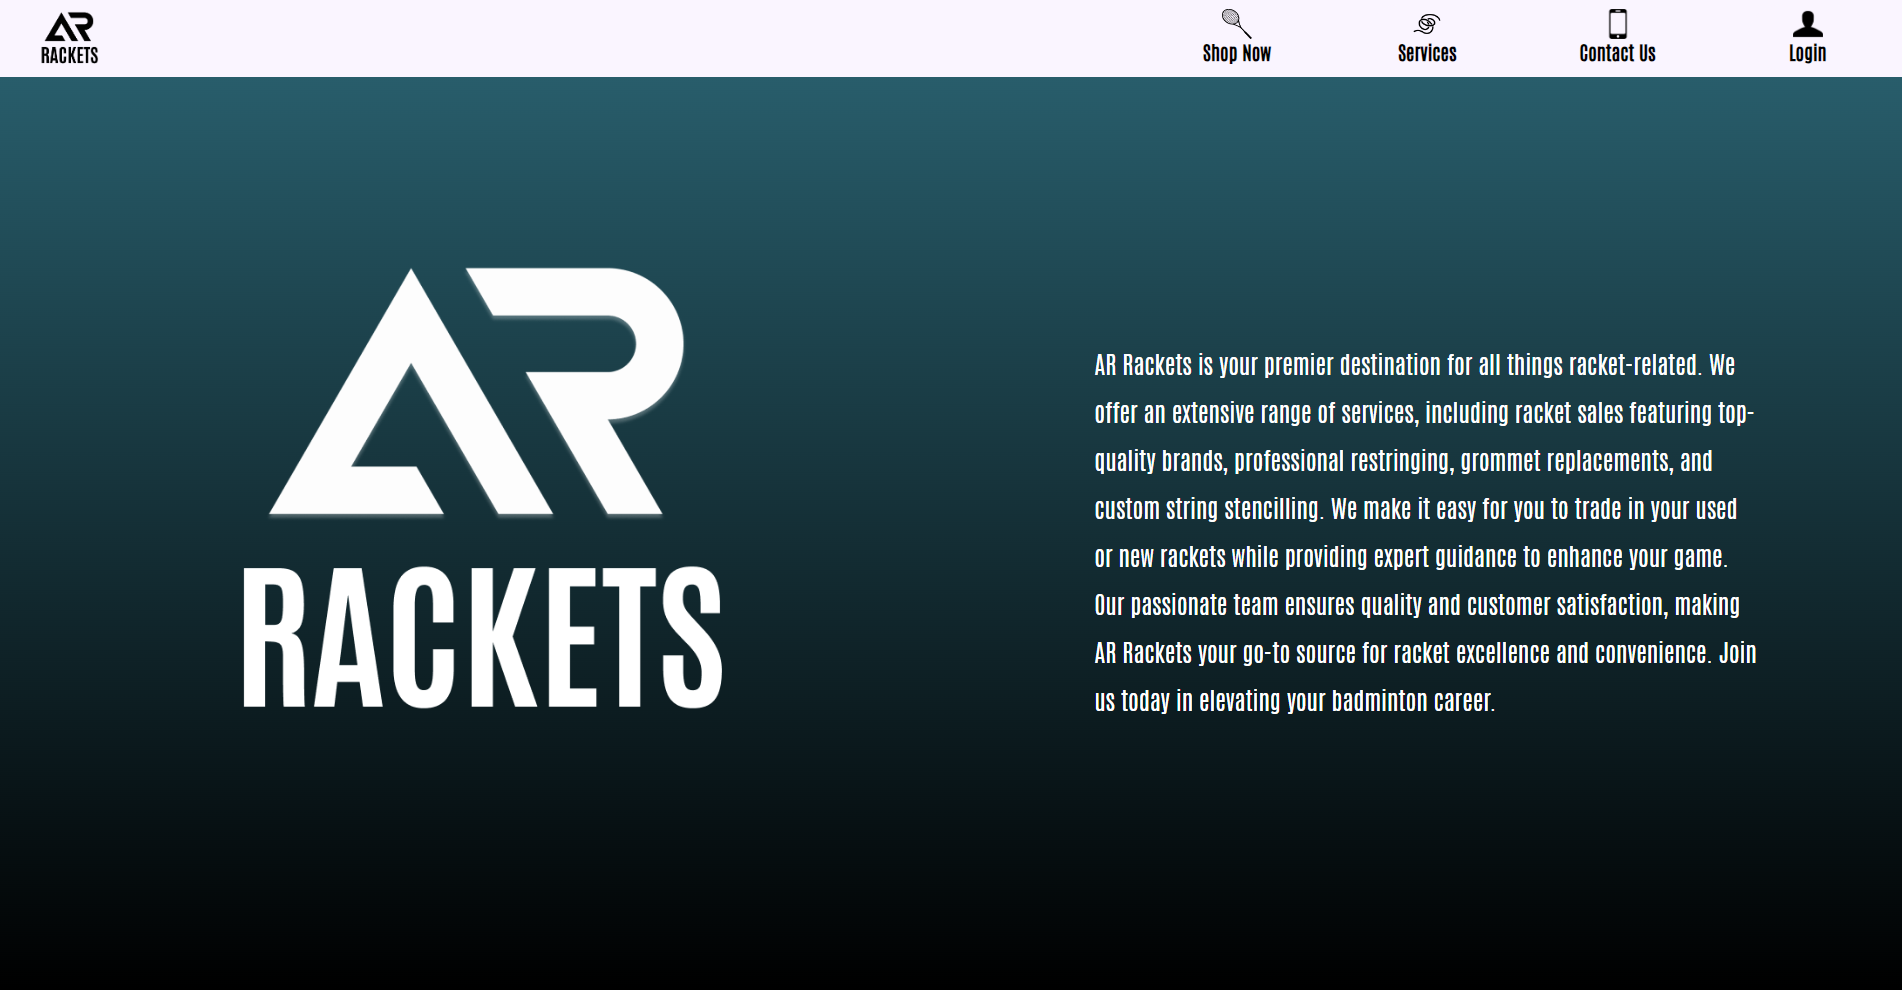 AR
RACKETS
Shop Now
Services
Contact Us
Login
AR
RACKETS
AR Rackets is your premier destination for all things racket-related. We
offer an extensive range of services, including racket sales featuring top-
quality brands, professional restringing, grommet replacements, and
custom string stencilling. We make it easy for you to trade in your used
or new rackets while providing expert guidance to enhance your game.
Our passionate team ensures quality and customer satisfaction, making
AR Rackets your go-to source for racket excellence and convenience. Join
us today in elevating your badminton career.